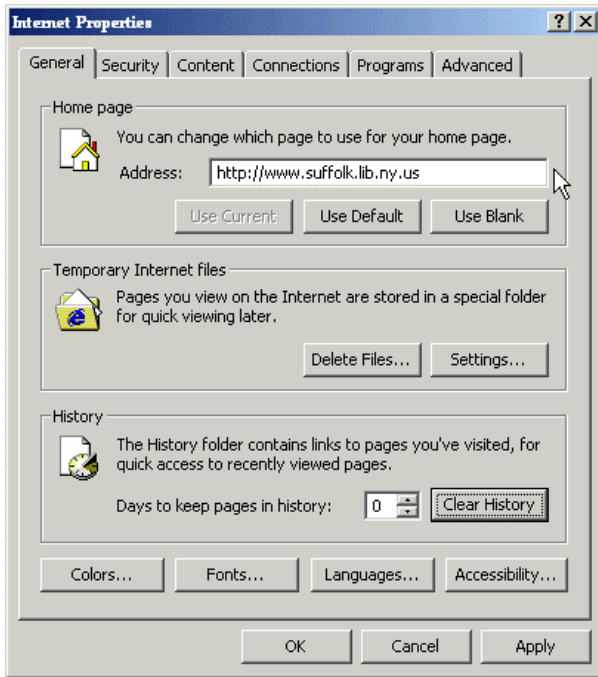 Internet Properties
General Security Content Connections Programs Advanced
Home page
You can change which page to use for your home page.
Address: http://www.suffolk.lib.ny.us
Use Current Use Default Use Blank
Temporary Internet files
Pages you view on the Internet are stored in a special folder
for quick viewing later.
Delete Files... Settings...
History
The History folder contains links to pages you've visited, for
quick access to recently viewed pages.
Days to keep pages in history: 0 Clear History
Colors... Fonts... Languages... Accessibility...
OK Cancel Apply